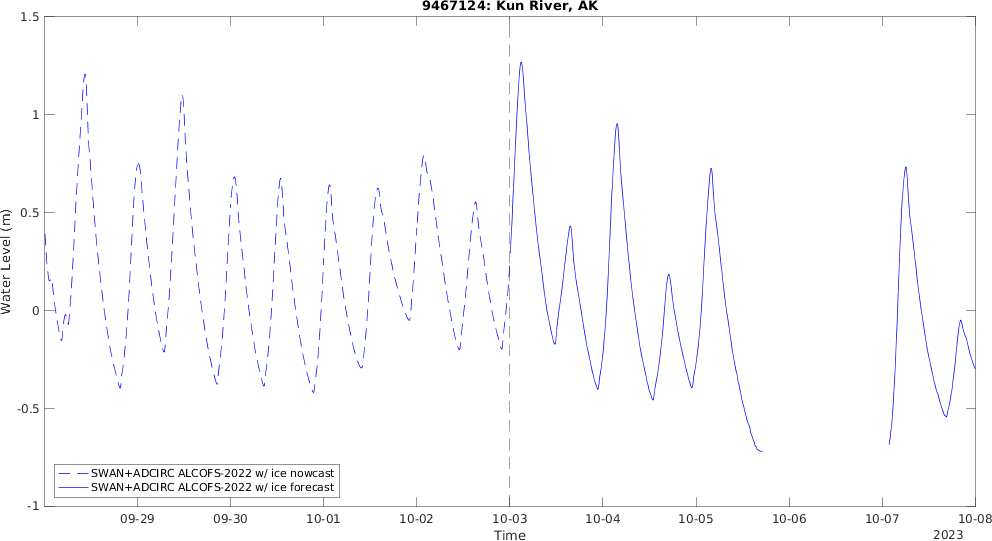 9467124: Kun River, AK
1.5
1
0.5
0
-0.5
-1
Water Level (m)
SWAN+ADCIRC ALCOFS-2022 w/ ice nowcast
SWAN+ADCIRC ALCOFS-2022 w/ ice forecast
09-29 09-30 10-01 10-02 10-03 10-04 10-05 10-06 10-07 10-08
Time
2023